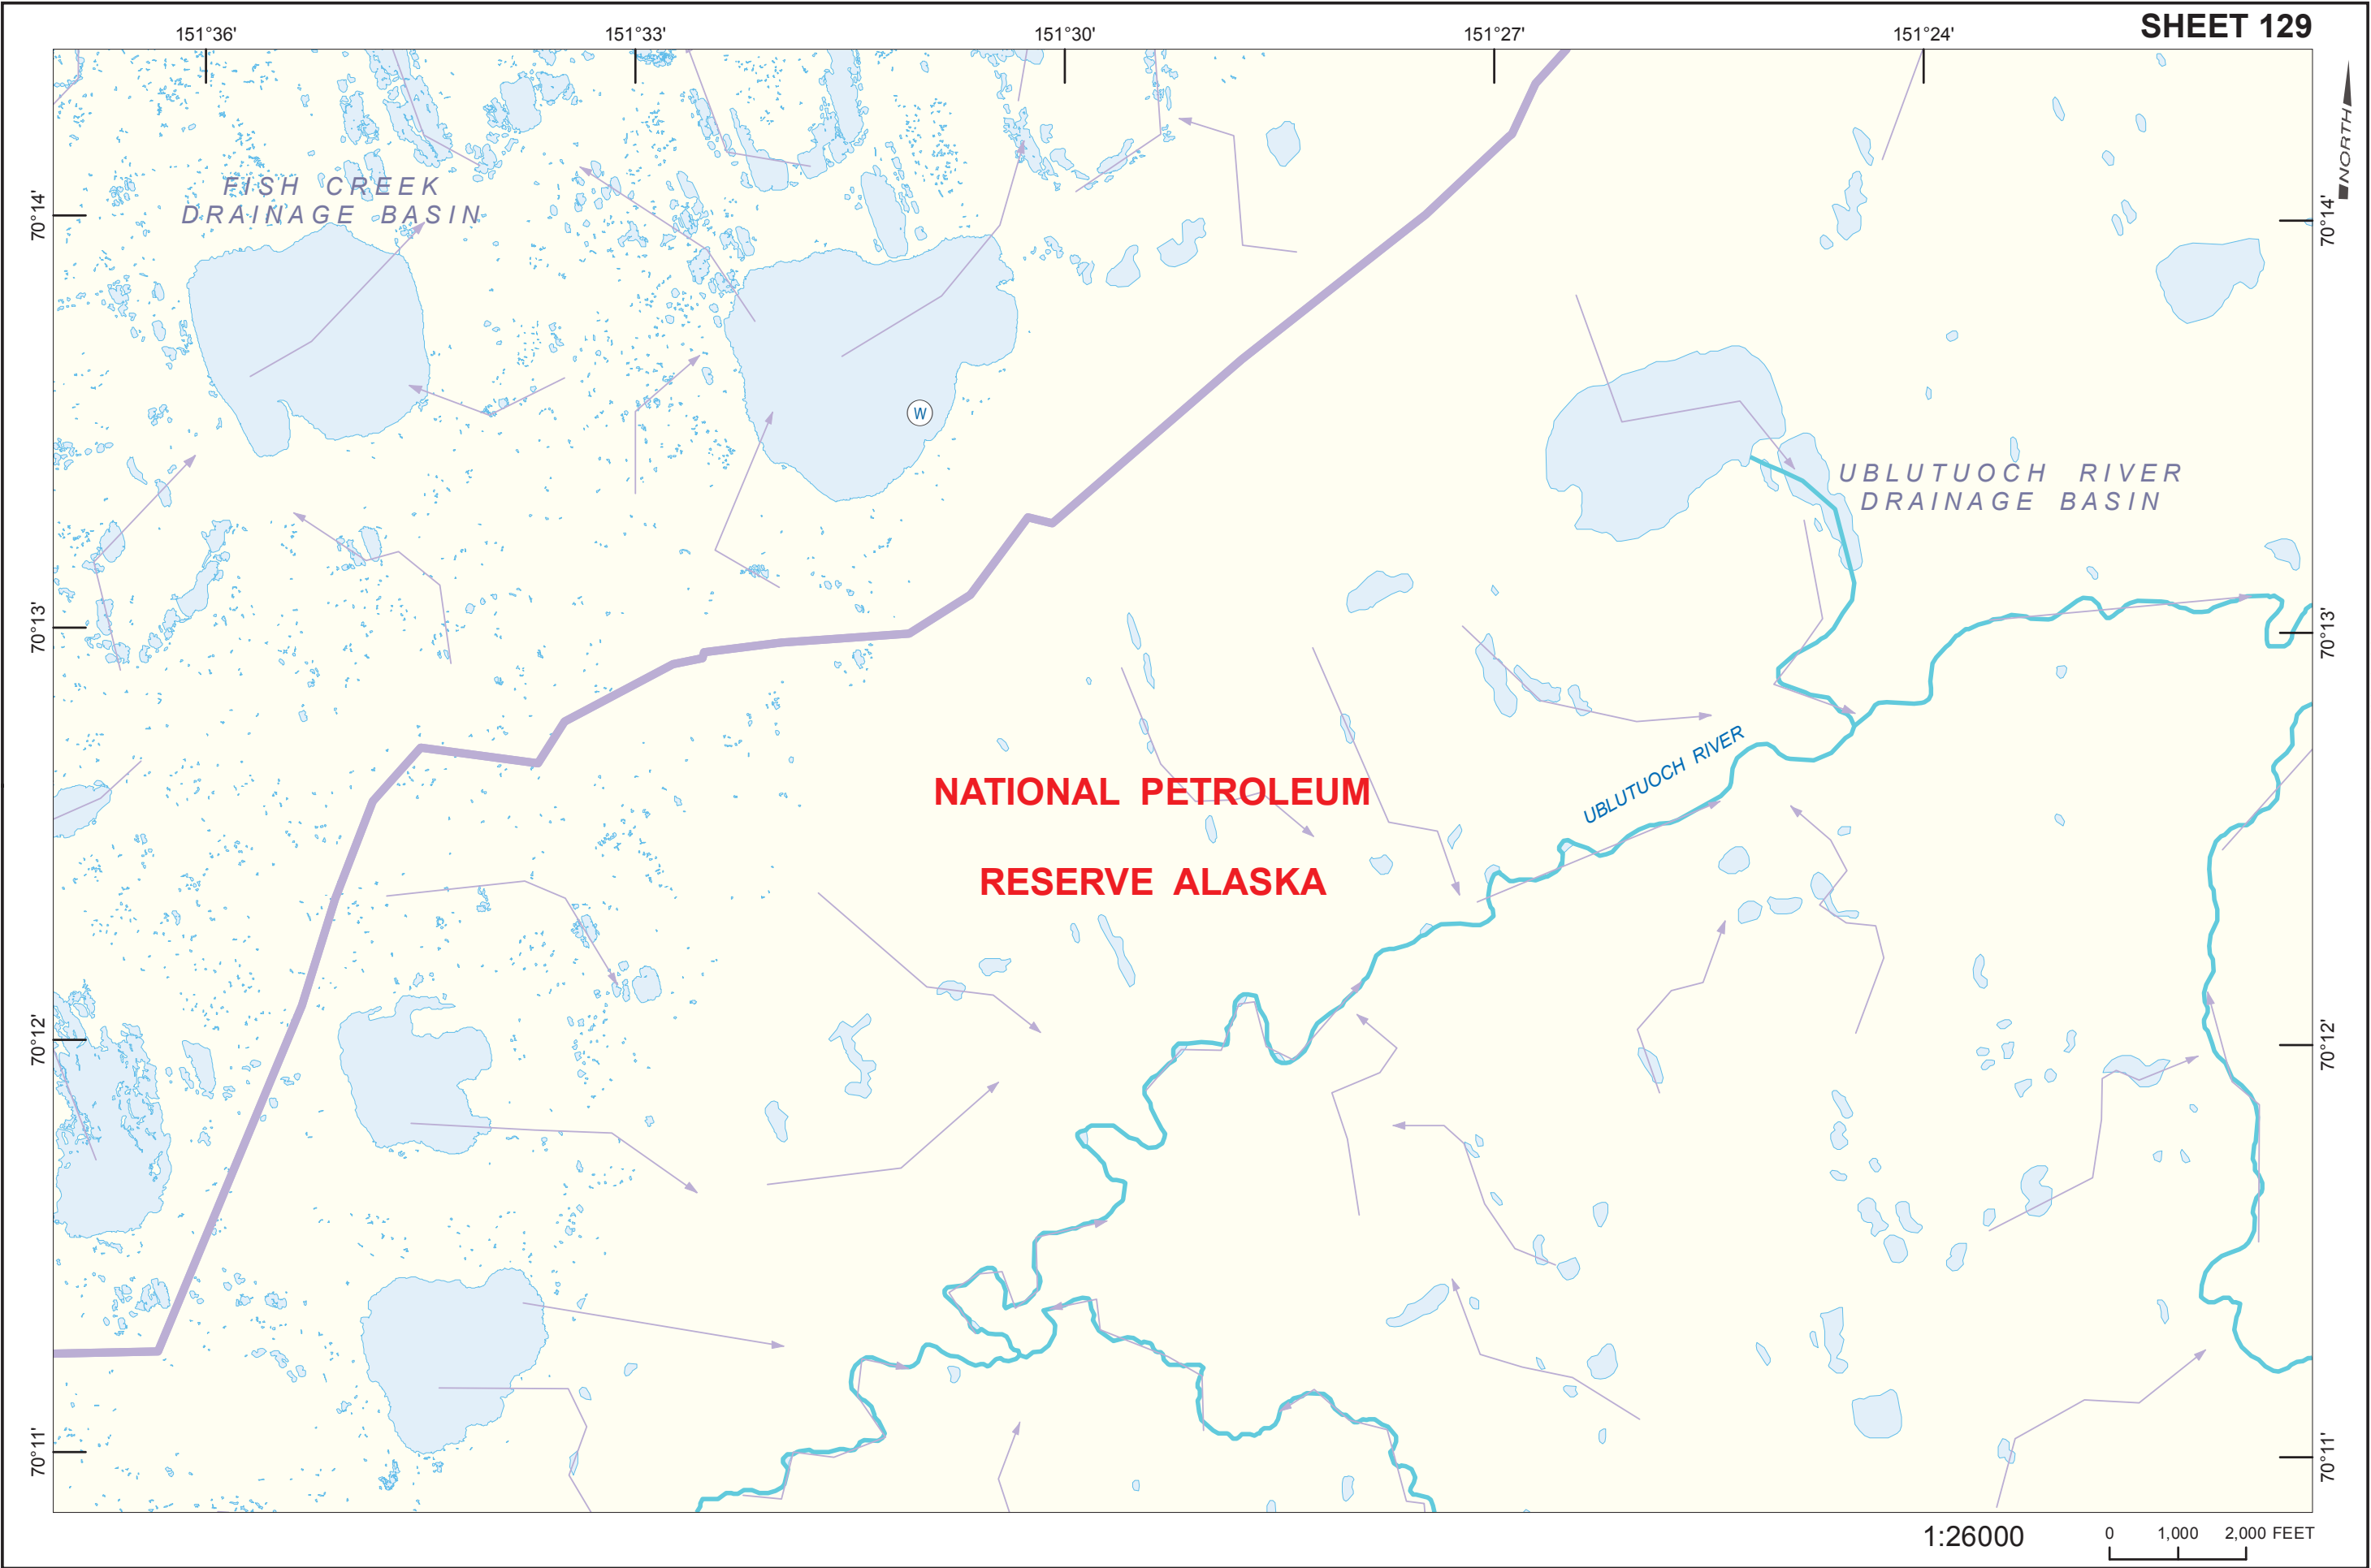 SHEET 129
151°36'
151°33'
151°30'
151°27'
151°24'
NORTH
70°14'
70°14'
FISH CREEK
DRAINAGE BASIN
W
UBLUTUOCH RIVER
DRAINAGE BASIN
70°13'
70°13'
UBLUTUOCH RIVER
NATIONAL PETROLEUM
RESERVE ALASKA
70°12'
70°12'
70°11'
70°11'
1:26000
0 1,000 2,000 FEET